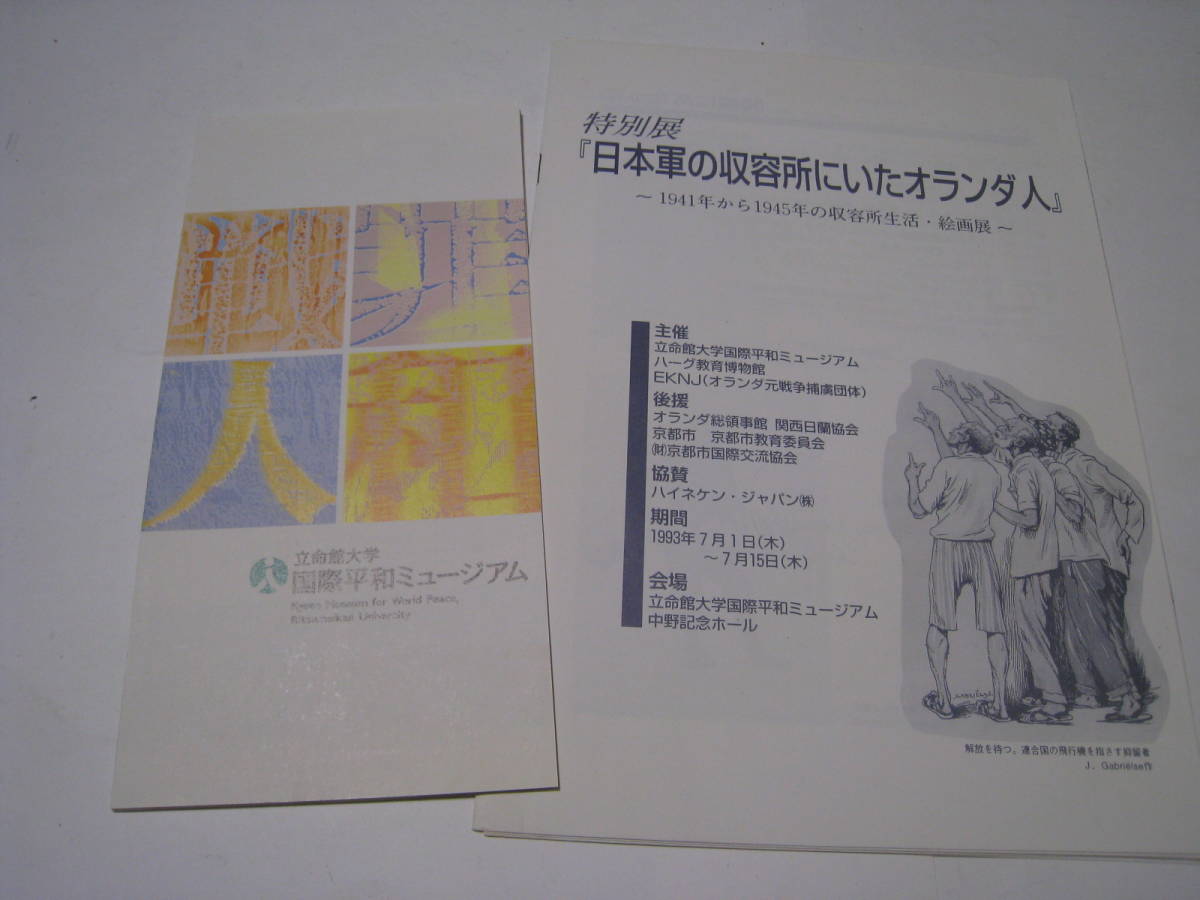 戦
争
人
和
立命館大学
国際平和ミュージアム
Kyoto Museum for World Peace,
Ritsumeikan University
特別展
『日本軍の収容所にいたオランダ人』
～1941年から1945年の収容所生活・絵画展～
主催
立命館大学国際平和ミュージアム
ハーグ教育博物館
EKNJ(オランダ元戦争捕虜団体)
後援
オランダ総領事館 関西日蘭協会
京都市 京都市教育委員会
㈶京都市国際交流協会
協賛
ハイネケン・ジャパン㈱
期間
1993年7月1日(木)
～7月15日(木)
会場
立命館大学国際平和ミュージアム
中野記念ホール
解放を待つ。連合国の飛行機を指さす抑留者
J. Gabriëlse作